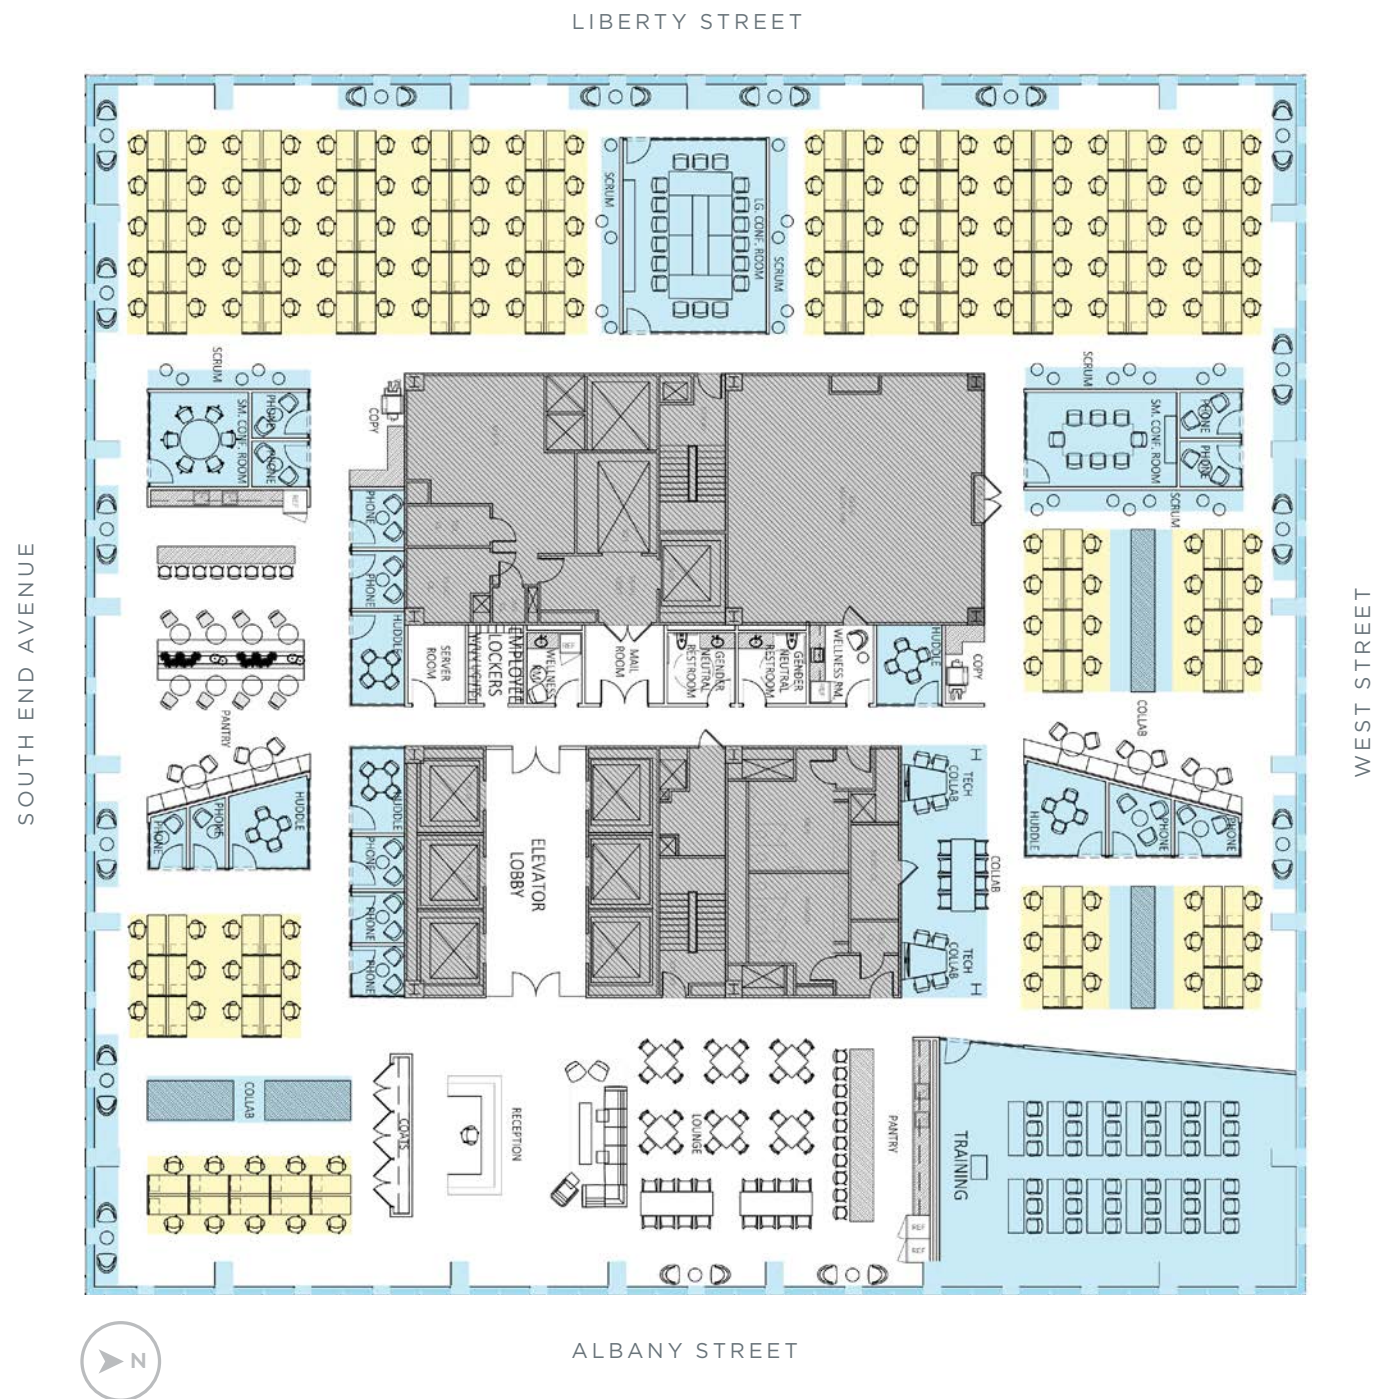 LIBERTY STREET
SCRUM
LG CONF. ROOM
SCRUM
SCRUM
SM. CONF. ROOM
PHONE
PHONE
COPY
SCRUM
SM. CONF. ROOM
PHONE
PHONE
SCRUM
PHONE
PHONE
HUDDLE
SERVER
ROOM
EMPLOYEE
LOCKERS
WELLNESS
RM.
REF
MAIL
ROOM
GENDER
NEUTRAL
RESTROOM
GENDER
NEUTRAL
RESTROOM
WELLNESS RM.
REF
HUDDLE
COPY
REF
PANTRY
PHONE
PHONE
HUDDLE
HUDDLE
PHONE
PHONE
PHONE
ELEVATOR
LOBBY
TECH
COLLAB
COLLAB
TECH
COLLAB
COLLAB
HUDDLE
PHONE
PHONE
COLLAB
COATS
RECEPTION
LOUNGE
PANTRY
REF
REF
TRAINING
SOUTH END AVENUE
WEST STREET
N
ALBANY STREET